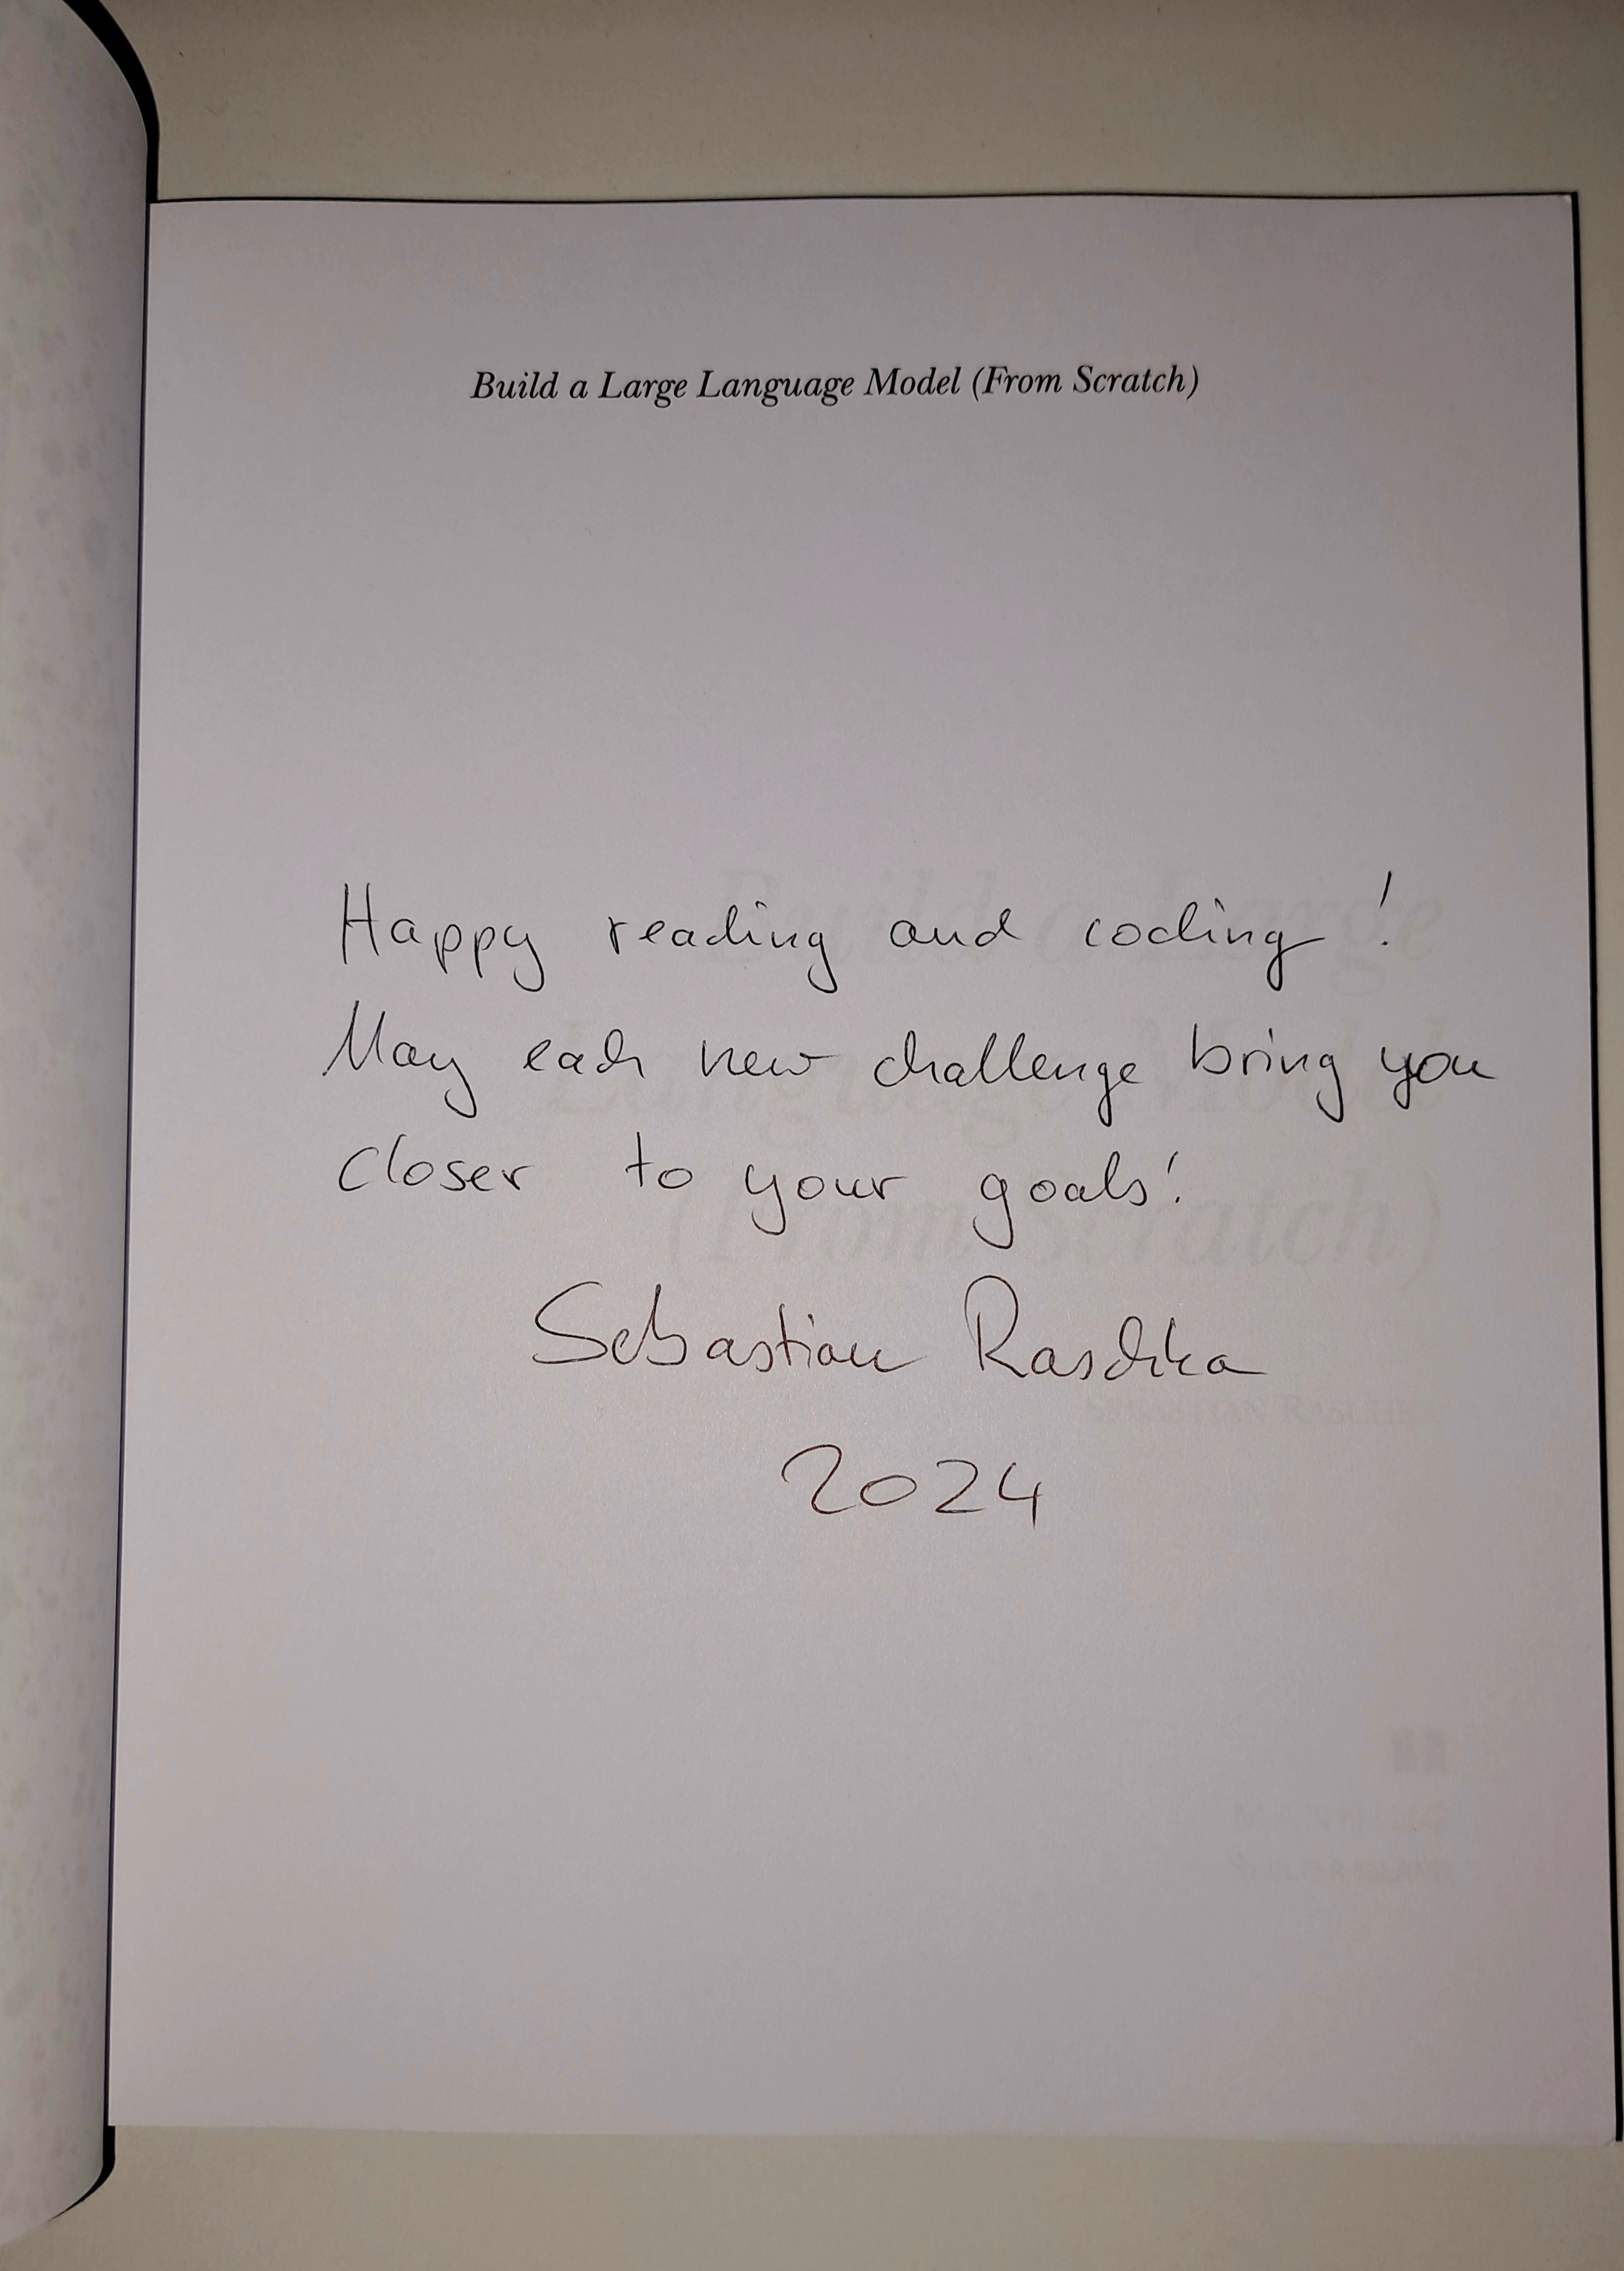 Build a Large Language Model (From Scratch)
Happy reading and coding!
May each new challenge bring you
closer to your goals!
Sebastian Raschka
2024